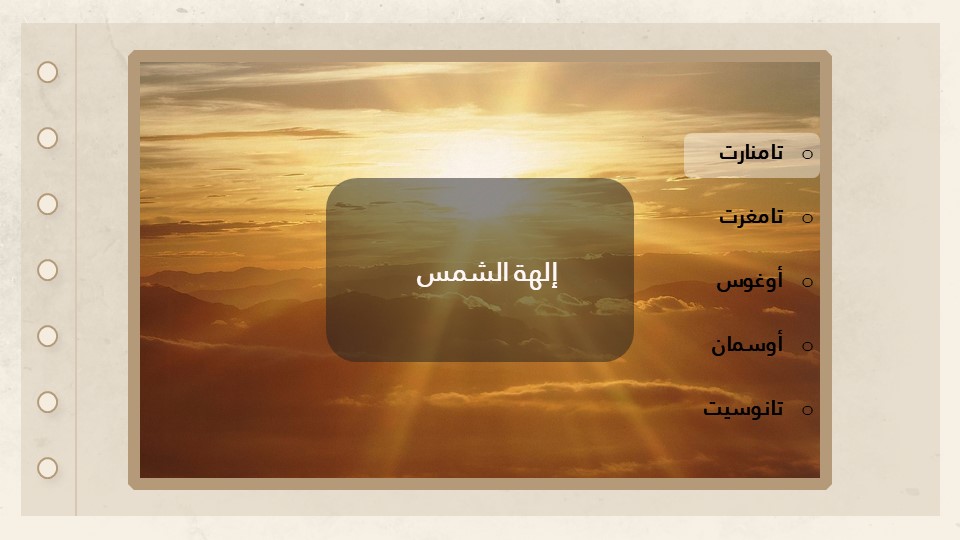 تامنارت
تامغرت
أوغوس
أوسمان
تانوسيت
إلهة الشمس